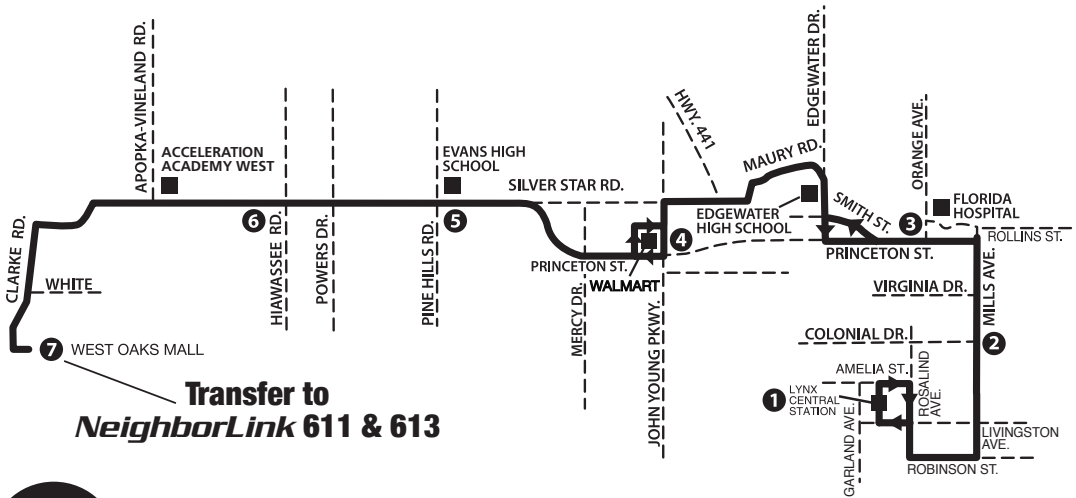 APOPKA-VINELAND RD.
ACCELERATION
ACADEMY WEST
EVANS HIGH
SCHOOL
SILVER STAR RD.
HWY. 441
MAURY RD.
EDGEWATER DR.
EDGEWATER
HIGH SCHOOL
SMITH ST.
ORANGE AVE.
FLORIDA
HOSPITAL
ROLLINS ST.
3
PRINCETON ST.
CLARKE RD.
WHITE
6
HIAWASSEE RD.
POWERS DR.
5
PINE HILLS RD.
PRINCETON ST.
4
WALMART
MERCY DR.
JOHN YOUNG PKWY.
VIRGINIA DR.
MILLS AVE.
COLONIAL DR.
2
7 WEST OAKS MALL
Transfer to
NeighborLink 611 & 613
AMELIA ST.
1
LYNX
CENTRAL
STATION
ROSALIND
AVE.
GARLAND AVE.
LIVINGSTON
AVE.
ROBINSON ST.